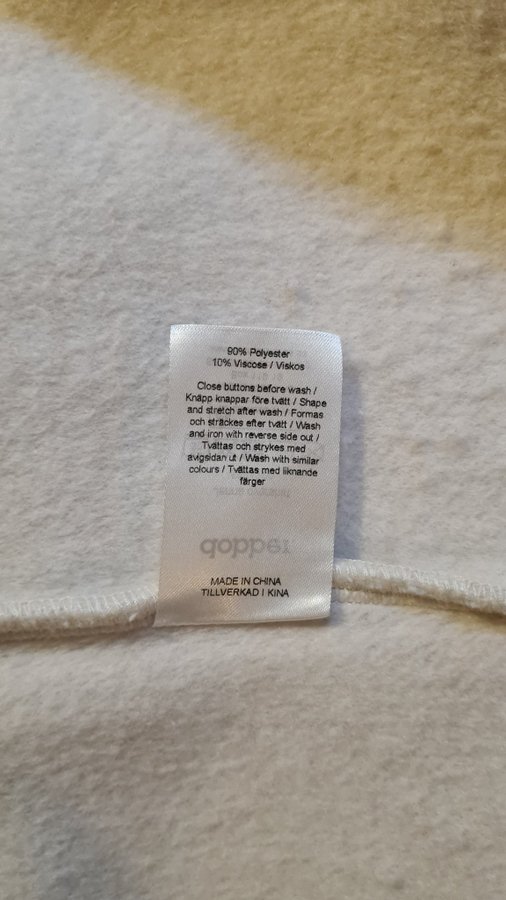 90% Polyester
10% Viscose / Viskos
Close buttons before wash /
Knäpp knappar före tvätt / Shape
and stretch after wash / Formas
och sträckes efter tvätt / Wash
and iron with reverse side out /
Tvättas och strykes med
avigsidan ut / Wash with similar
colours / Tvättas med liknande
färger
MADE IN CHINA
TILLVERKAD I KINA